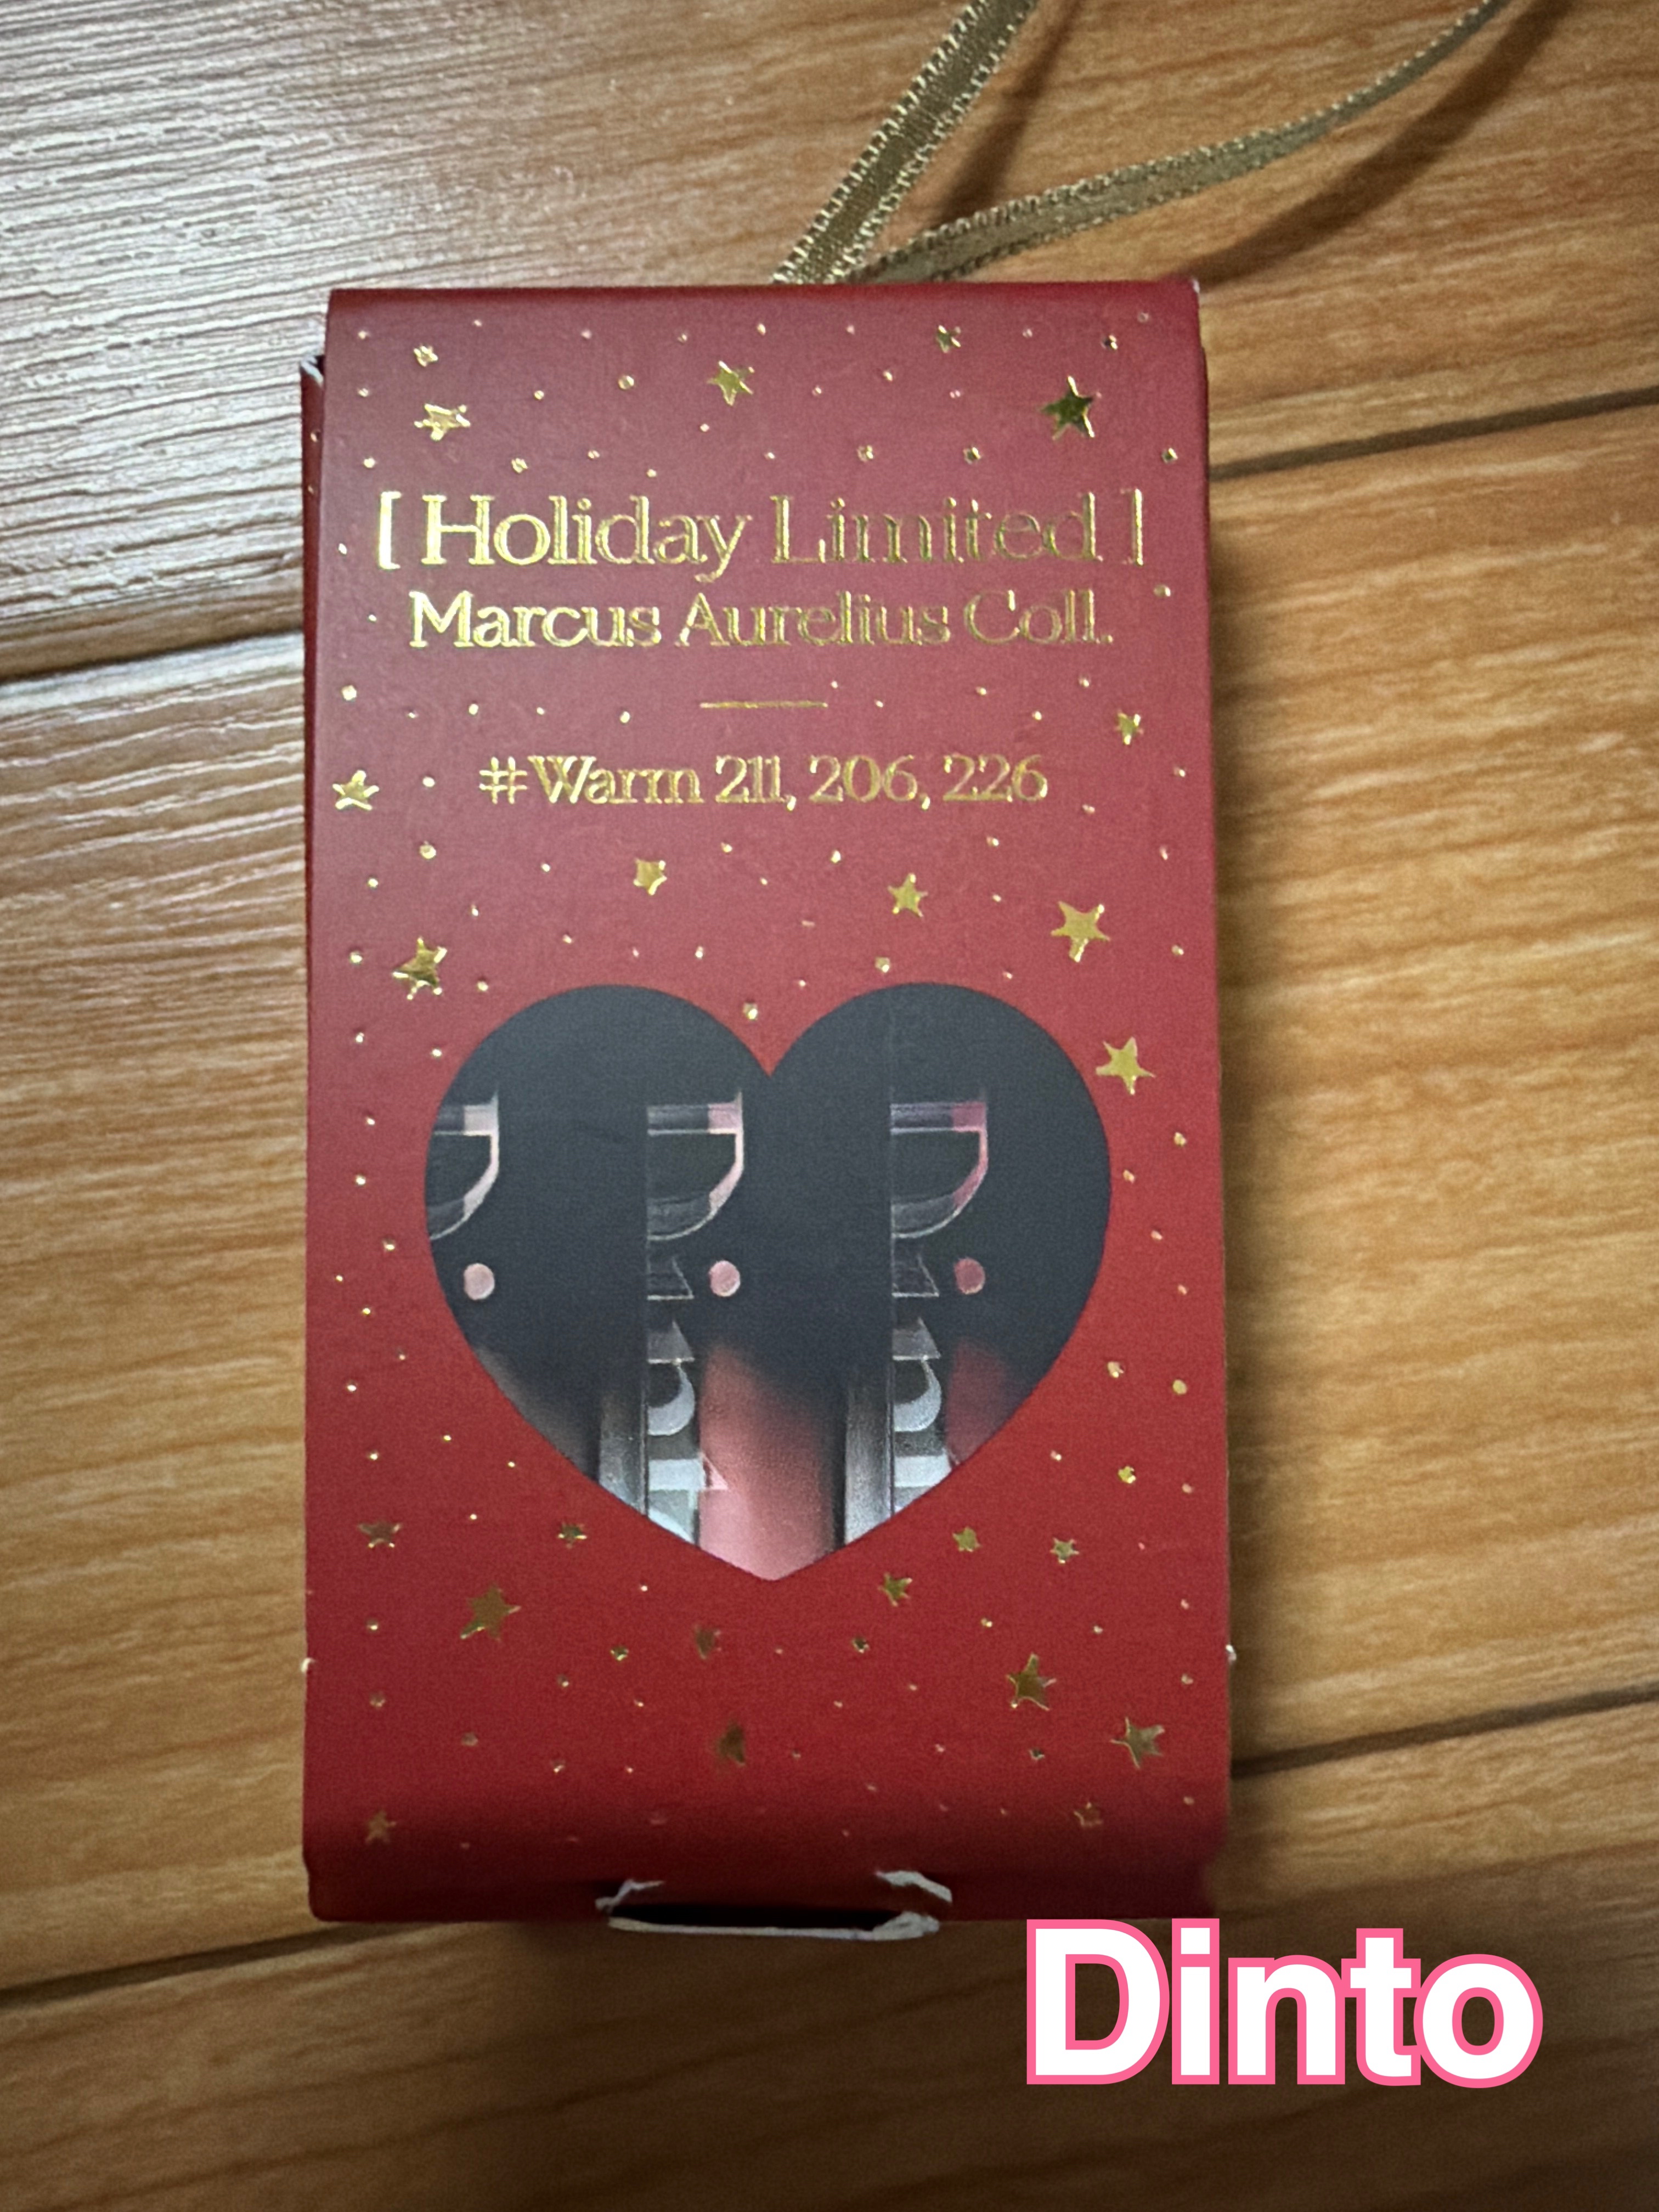 [ Holiday Limited ]
Marcus Aurelius Coll.
#Warm 211, 206, 226
Dinto